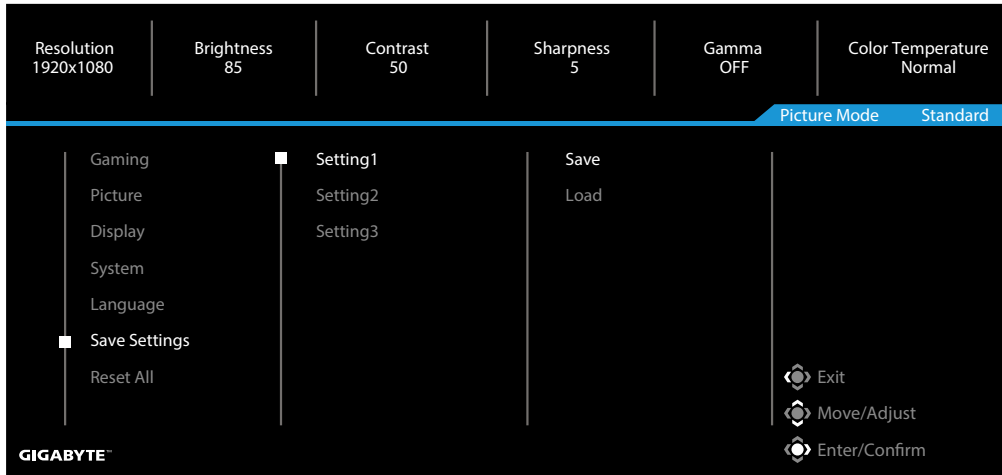 Resolution
1920x1080
Brightness
85
Contrast
50
Sharpness
5
Gamma
OFF
Color Temperature
Normal
Picture Mode Standard
Gaming
Picture
Display
System
Language
Save Settings
Reset All
Setting1
Setting2
Setting3
Save
Load
Exit
Move/Adjust
Enter/Confirm
GIGABYTE™